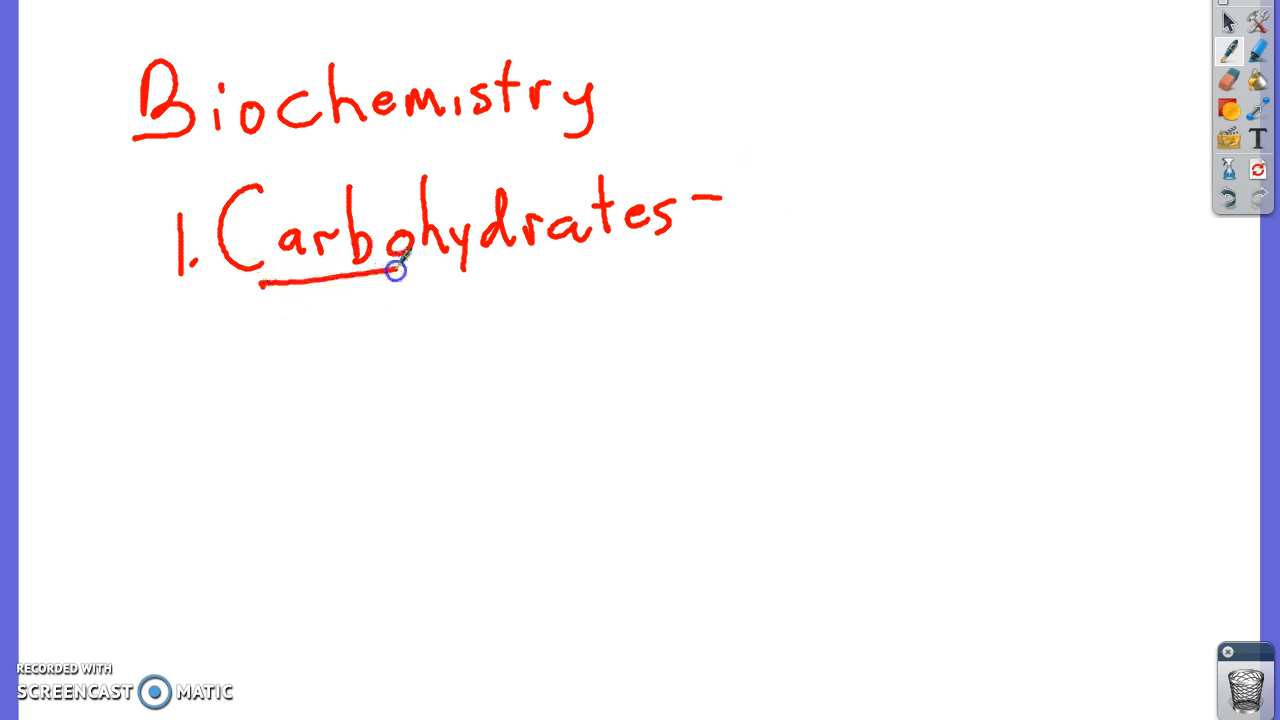 Biochemistry
1. Carbohydrates-
T
RECORDED WITH
SCREENCAST MATIC